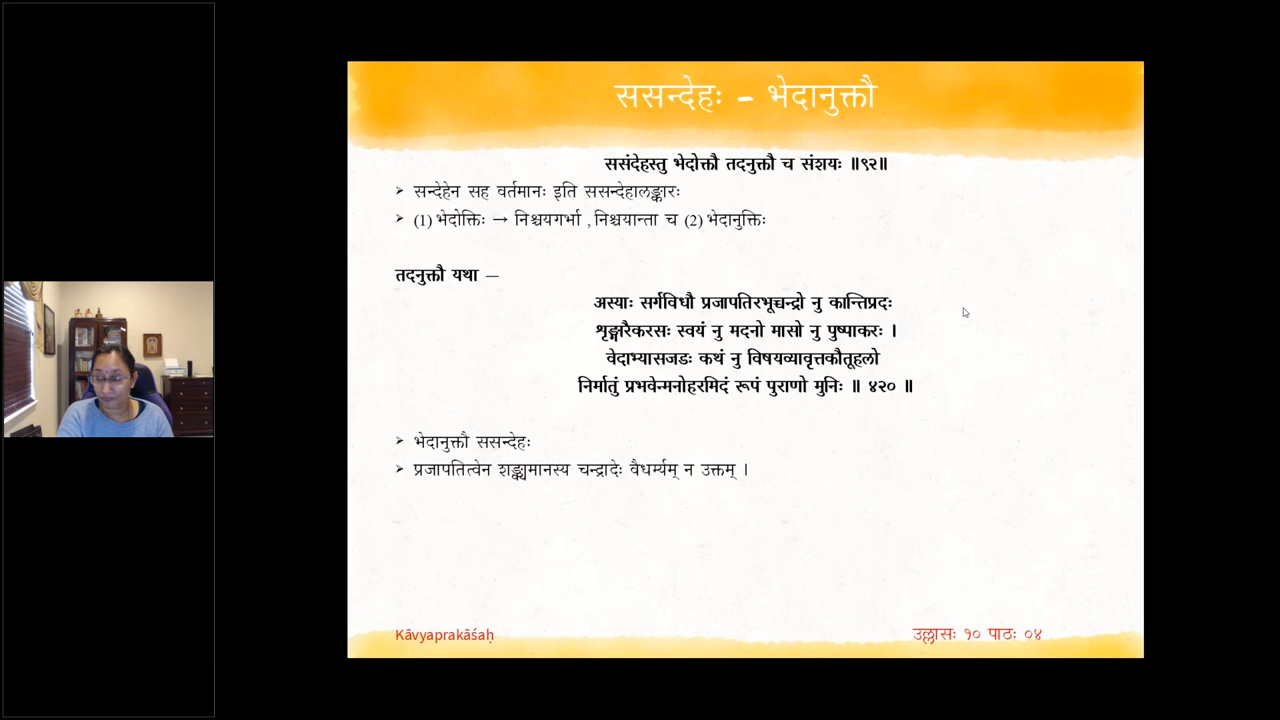 ससन्देहः - भेदानुक्तौ
ससंदेहस्तु भेदोक्तौ तदनुक्तौ च संशयः ॥९२॥
➢ सन्देहेन सह वर्तमानः इति ससन्देहालङ्कारः
➢ (1) भेदोक्तिः → निश्चयगर्भा , निश्चयान्ता च (2) भेदानुक्तिः
तदनुक्तौ यथा —
अस्याः सर्गविधौ प्रजापतिरभूच्चन्द्रो नु कान्तिप्रदः
शृङ्गारैकरसः स्वयं नु मदनो मासो नु पुष्पाकरः ।
वेदाभ्यासजडः कथं नु विषयव्यावृत्तकौतूहलो
निर्मातुं प्रभवेन्मनोहरमिदं रूपं पुराणो मुनिः ॥ ४२० ॥
➢ भेदानुक्तौ ससन्देहः
➢ प्रजापतित्वेन शङ्क्यमानस्य चन्द्रादेः वैधर्म्यम् न उक्तम् ।
Kāvyaprakāśaḥ
उल्लासः १० पाठः ०४